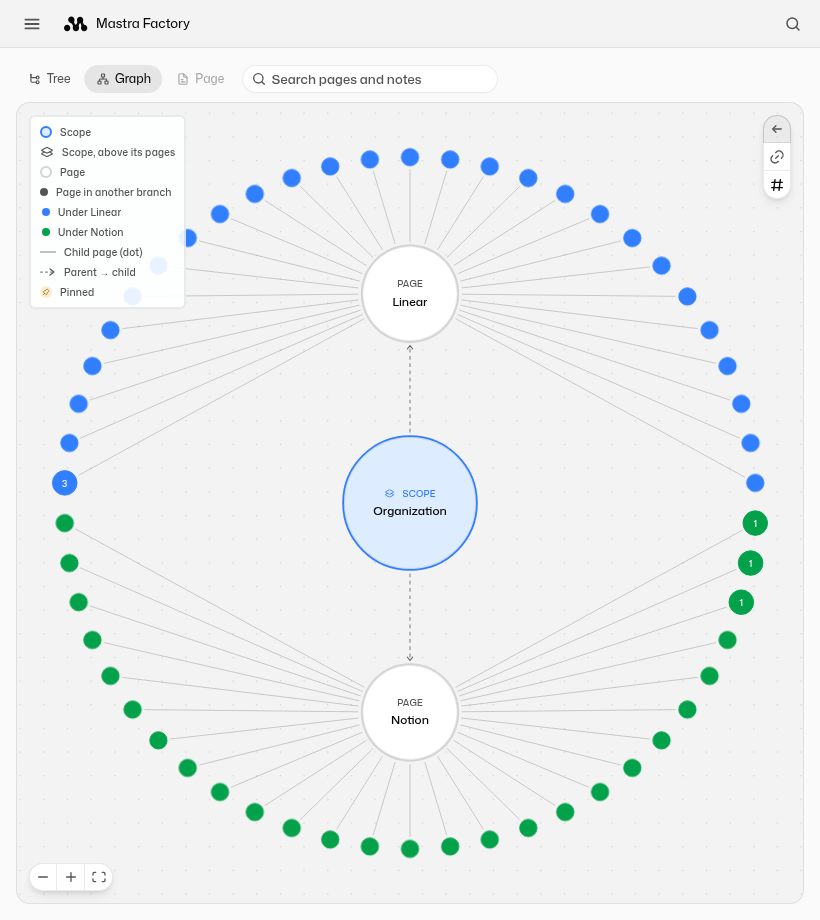 Mastra Factory
Tree
Graph
Page
Search pages and notes
Scope
Scope, above its pages
Page
Page in another branch
Under Linear
Under Notion
Child page (dot)
Parent → child
Pinned
PAGE
Linear
3
SCOPE
Organization
1
1
1
PAGE
Notion